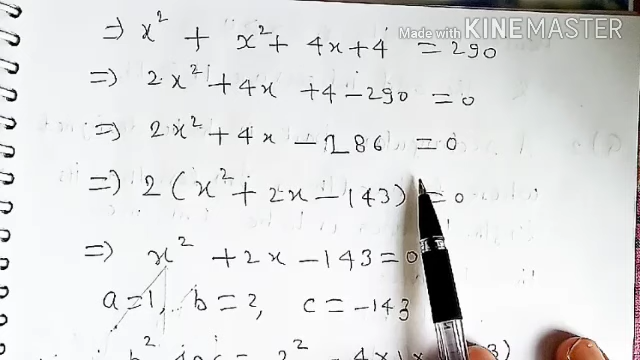 Made with KINEMASTER
⇒ x² + x² + 4x + 4 = 290
⇒ 2x² + 4x + 4 - 290 = 0
⇒ 2x² + 4x - 286 = 0
⇒ 2(x² + 2x - 143) = 0
⇒ x² + 2x - 143 = 0
a = 1, b = 2, c = -143